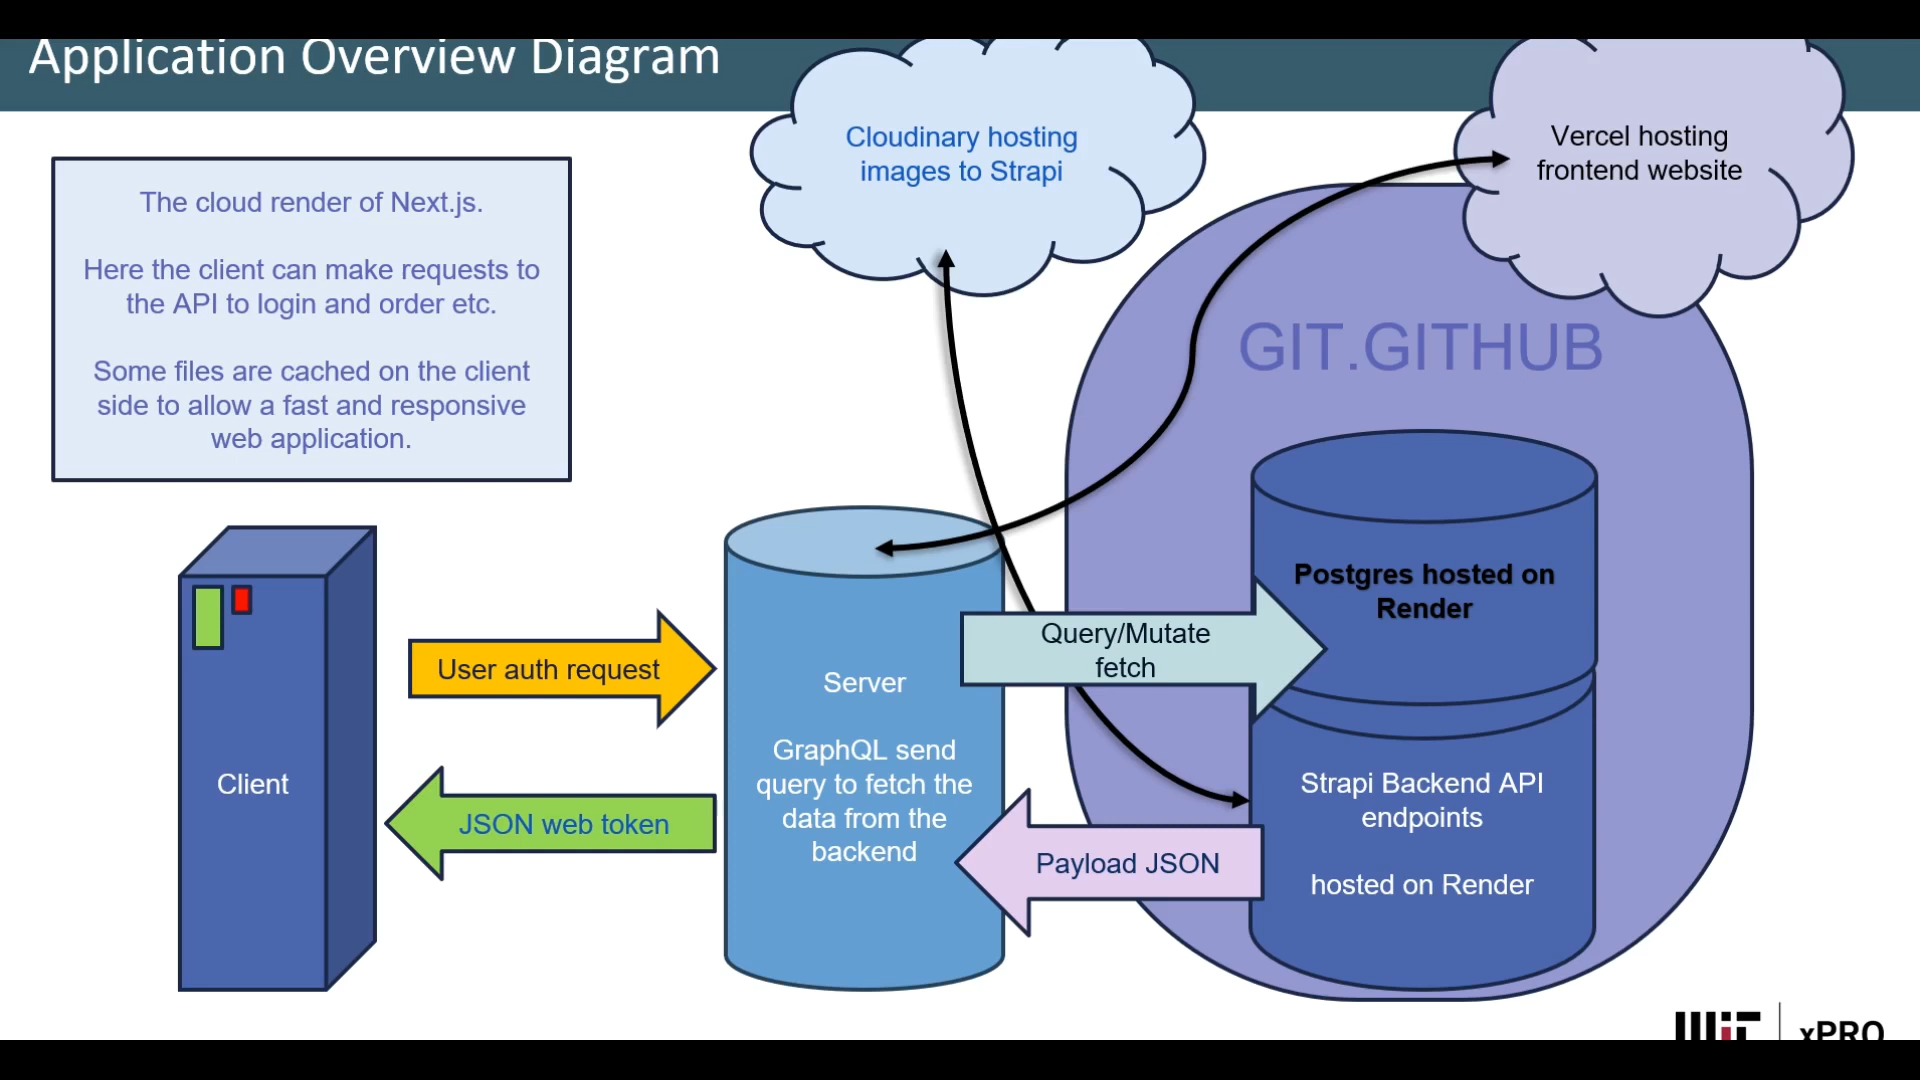 Application Overview Diagram
Cloudinary hosting
images to Strapi
Vercel hosting
frontend website
The cloud render of Next.js.
Here the client can make requests to
the API to login and order etc.
Some files are cached on the client
side to allow a fast and responsive
web application.
GIT.GITHUB
Postgres hosted on
Render
Query/Mutate
fetch
User auth request
Server
GraphQL send
query to fetch the
data from the
backend
Client
JSON web token
Payload JSON
Strapi Backend API
endpoints
hosted on Render
MIT
xPRO